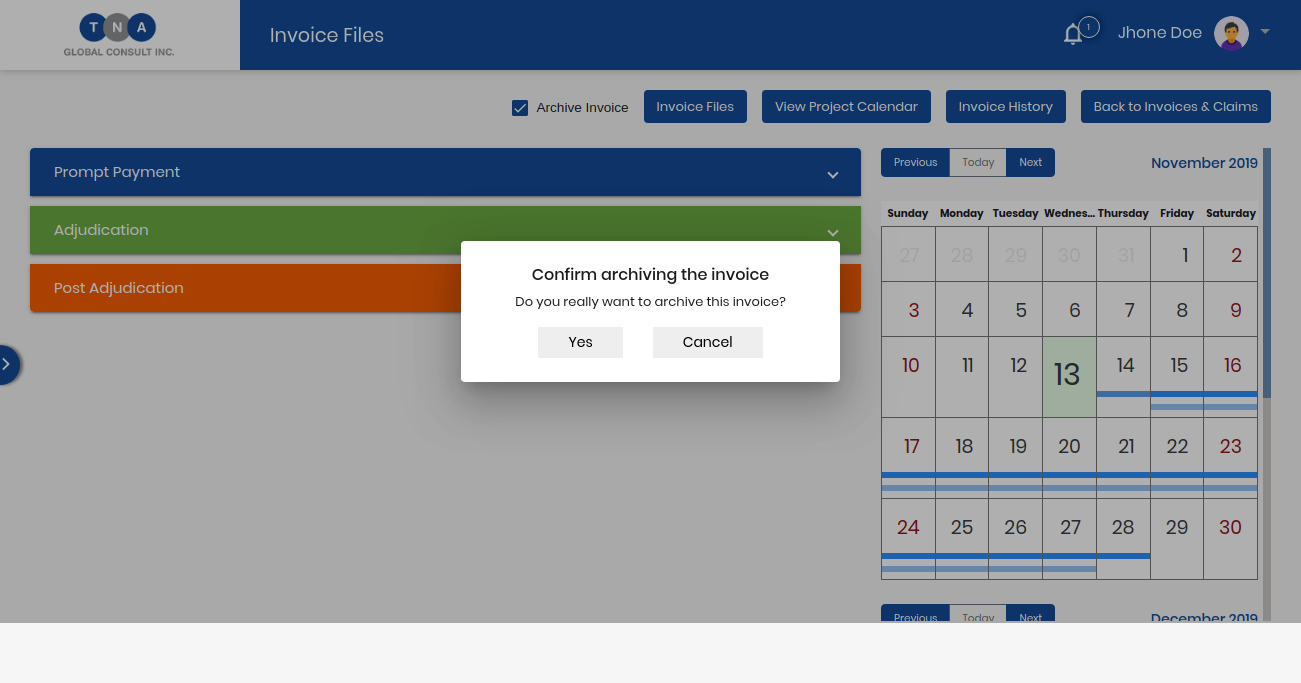 TNA
GLOBAL CONSULT INC.
Invoice Files
1
Jhone Doe
Archive Invoice
Invoice Files
View Project Calendar
Invoice History
Back to Invoices & Claims
Prompt Payment
Adjudication
Post Adjudication
Confirm archiving the invoice
Do you really want to archive this invoice?
Yes Cancel
Previous Today Next
November 2019
Sunday Monday Tuesday Wednes... Thursday Friday Saturday
27 28 29 30 31 1 2
3 4 5 6 7 8 9
10 11 12 13 14 15 16
17 18 19 20 21 22 23
24 25 26 27 28 29 30
Previous Today Next
December 2019